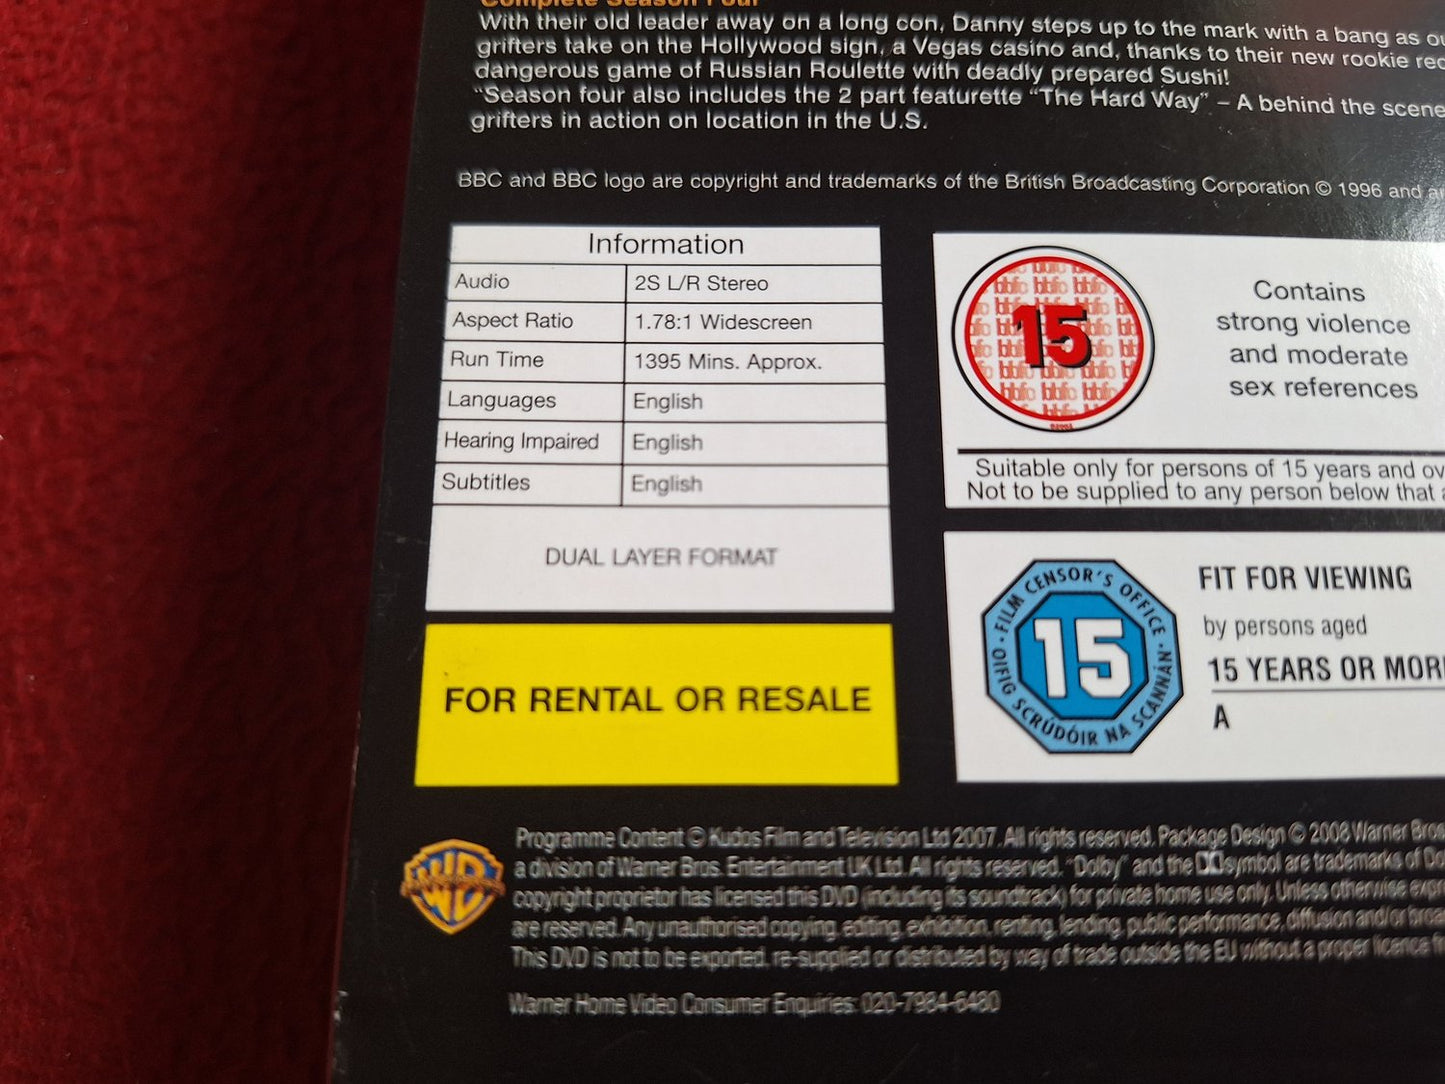 Complete Season Four
With their old leader away on a long con, Danny steps up to the mark with a bang as
grifters take on the Hollywood sign, a Vegas casino and, thanks to their new rookie
dangerous game of Russian Roulette with deadly prepared Sushi!
"Season four also includes the 2 part featurette "The Hard Way" – A behind the
grifters in action on location in the U.S.
BBC and BBC logo are copyright and trademarks of the British Broadcasting Corporation © 1996 and
Information
Audio 2S L/R Stereo
Aspect Ratio 1.78:1 Widescreen
Run Time 1395 Mins. Approx.
Languages English
Hearing Impaired English
Subtitles English
DUAL LAYER FORMAT
FOR RENTAL OR RESALE
bbfc
15
Contains
strong violence
and moderate
sex references
Suitable only for persons of 15 years and
Not to be supplied to any person below that
FILM CENSOR'S OFFICE
15
OIFIG SCRÚDÓIR NA SCANNÁN
FIT FOR VIEWING
by persons aged
15 YEARS OR
A
WB
Programme Content © Kudos Film and Television Ltd 2007. All rights reserved. Package Design © 2008 Warner
a division of Warner Bros. Entertainment UK Ltd. All rights reserved. "Dolby" and the symbol are trademarks of
copyright proprietor has licensed this DVD (including its soundtrack) for private home use only. Unless otherwise
are reserved. Any unauthorised copying, editing, exhibition, renting, lending, public performance, diffusion and/or
This DVD is not to be exported, re-supplied or distributed by way of trade outside the EU without a proper licence
Warner Home Video Consumer Enquiries: 020-7984-6480